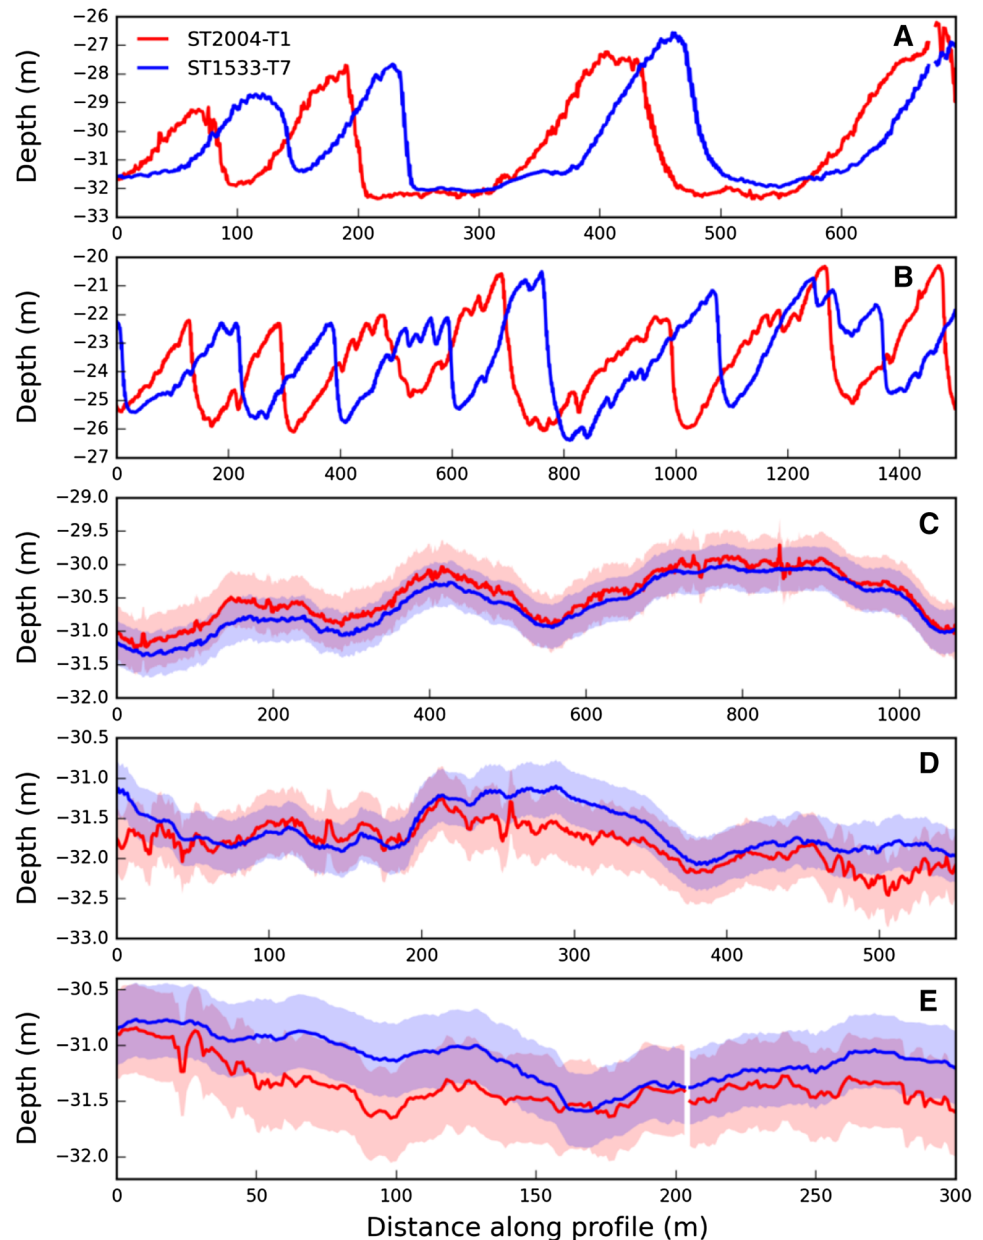 ST2004-T1
ST1533-T7
A
Depth (m)
−26
−27
−28
−29
−30
−31
−32
−33
0 100 200 300 400 500 600
B
Depth (m)
−20
−21
−22
−23
−24
−25
−26
−27
0 200 400 600 800 1000 1200 1400
C
Depth (m)
−29.0
−29.5
−30.0
−30.5
−31.0
−31.5
−32.0
0 200 400 600 800 1000
D
Depth (m)
−30.5
−31.0
−31.5
−32.0
−32.5
−33.0
0 100 200 300 400 500
E
Depth (m)
−30.5
−31.0
−31.5
−32.0
0 50 100 150 200 250 300
Distance along profile (m)